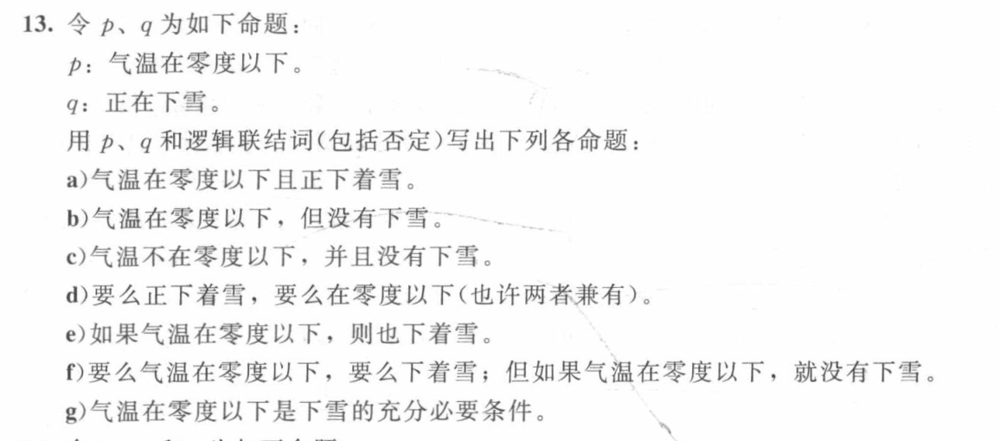 13. 令 p、q 为如下命题：
p：气温在零度以下。
q：正在下雪。
用 p、q 和逻辑联结词(包括否定)写出下列各命题：
a)气温在零度以下且正下着雪。
b)气温在零度以下，但没有下雪。
c)气温不在零度以下，并且没有下雪。
d)要么正下着雪，要么在零度以下(也许两者兼有)。
e)如果气温在零度以下，则也下着雪。
f)要么气温在零度以下，要么下着雪；但如果气温在零度以下，就没有下雪。
g)气温在零度以下是下雪的充分必要条件。